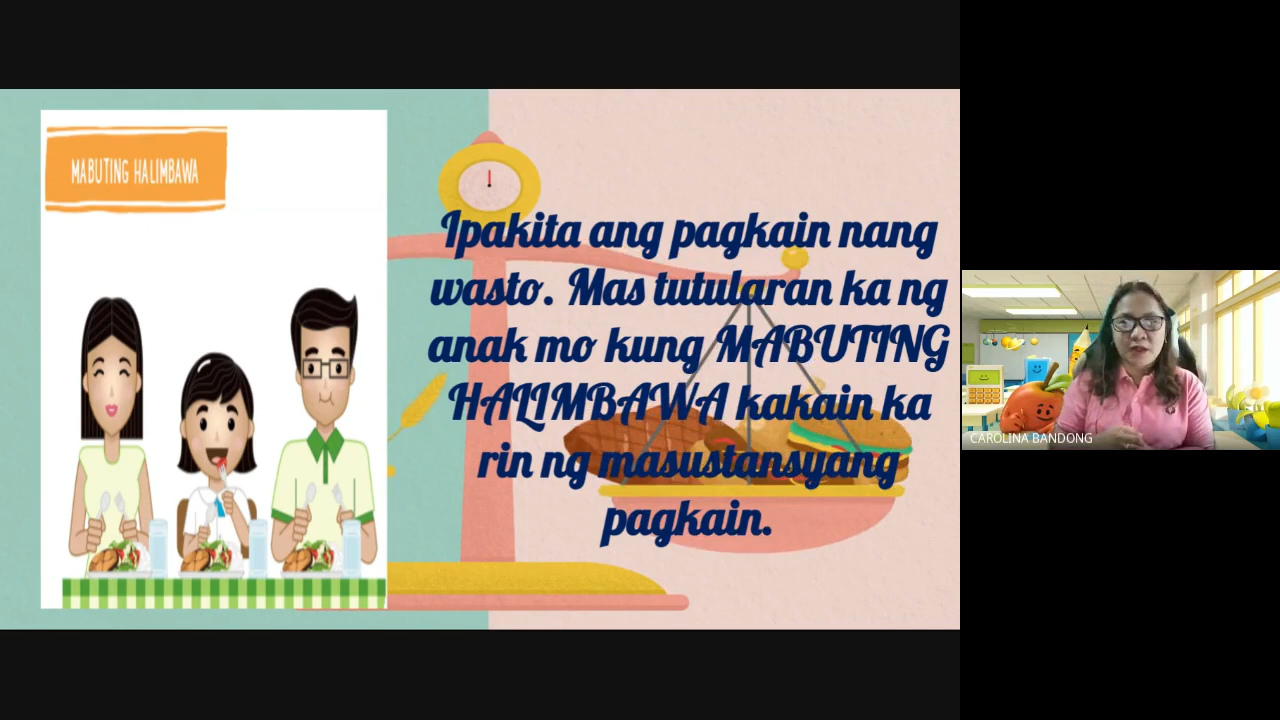 MABUTING HALIMBAWA
Ipakita ang pagkain nang
wasto. Mas tutularan ka ng
anak mo kung MABUTING
HALIMBAWA kakain ka
rin ng masustansyang
pagkain.
CAROLINA BANDONG